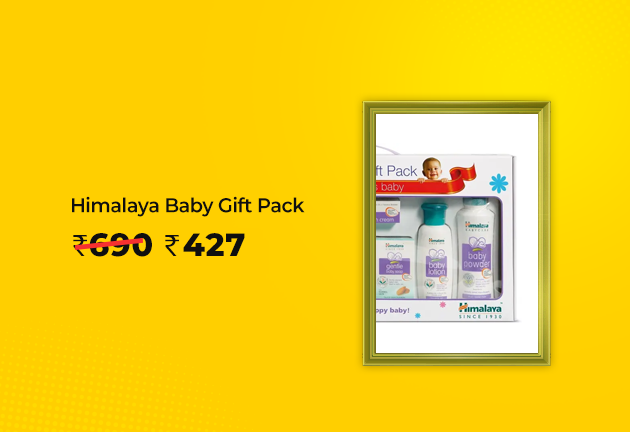 Himalaya Baby Gift Pack
₹690 ₹427
ft Pack
s baby
Himalaya
gentle
Himalaya
baby
lotion
Himalaya
baby
powder
ppy baby!
Himalaya
SINCE 1930